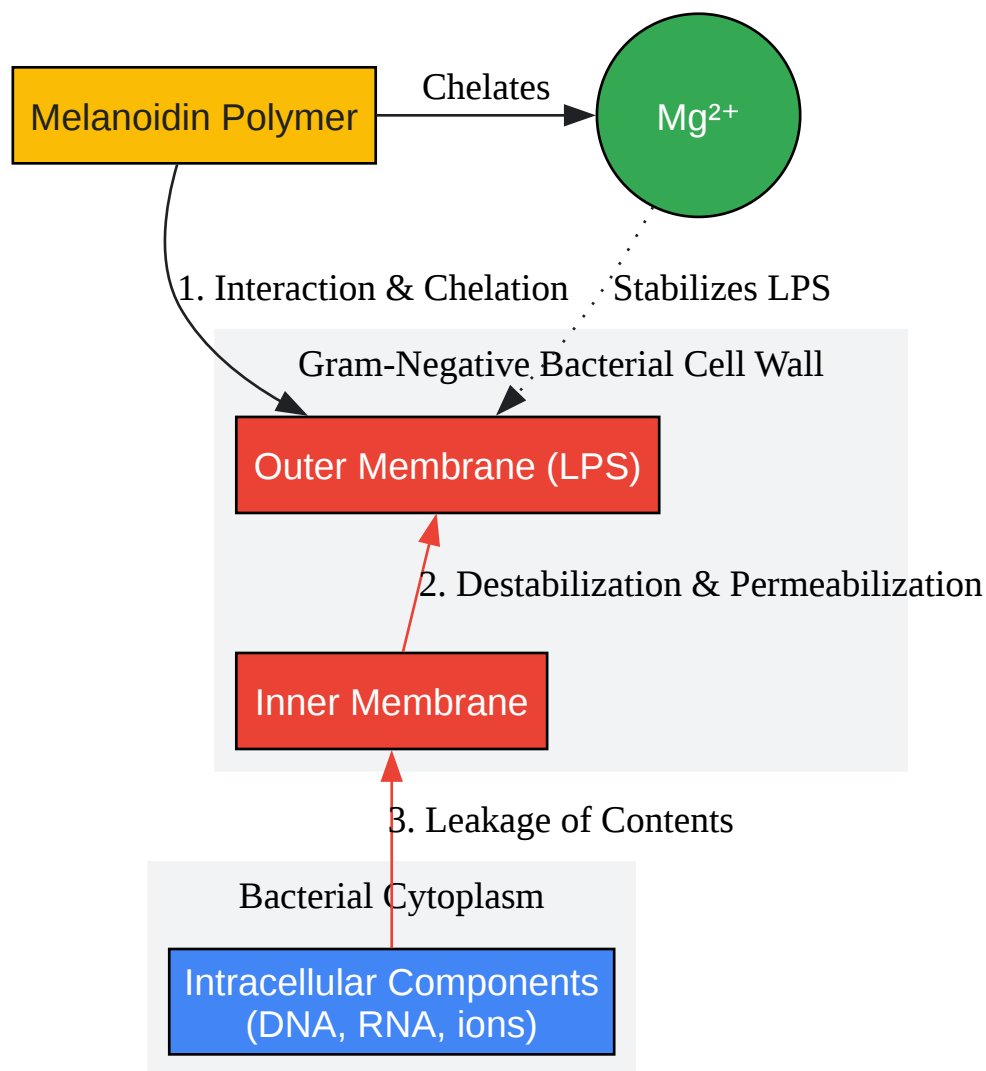 Chelates
Melanoidin Polymer
Mg²⁺
1. Interaction & Chelation
Stabilizes LPS
Gram-Negative Bacterial Cell Wall
Outer Membrane (LPS)
2. Destabilization & Permeabilization
Inner Membrane
3. Leakage of Contents
Bacterial Cytoplasm
Intracellular Components
(DNA, RNA, ions)